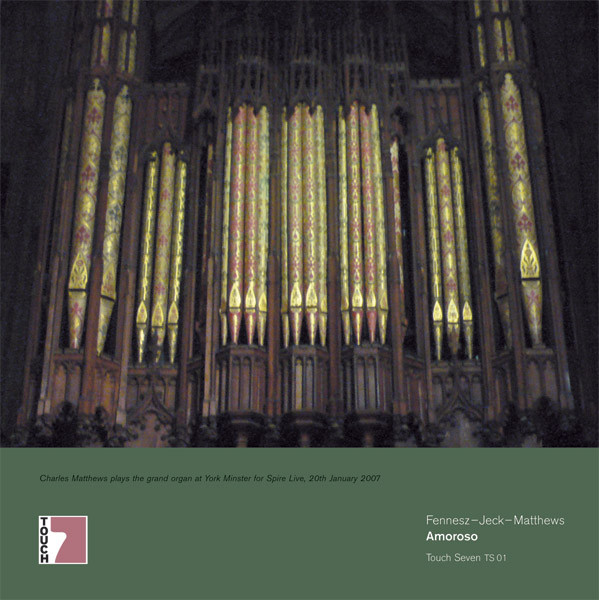 Charles Matthews plays the grand organ at York Minster for Spire Live, 20th January 2007
TOUCH
7
Fennesz–Jeck–Matthews
Amoroso
Touch Seven TS 01